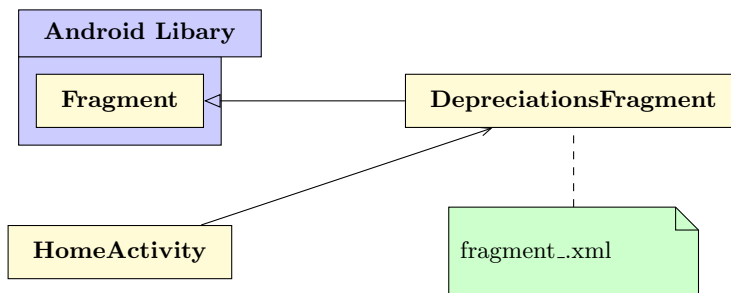 Android Libary
Fragment
DepreciationsFragment
HomeActivity
fragment_.xml